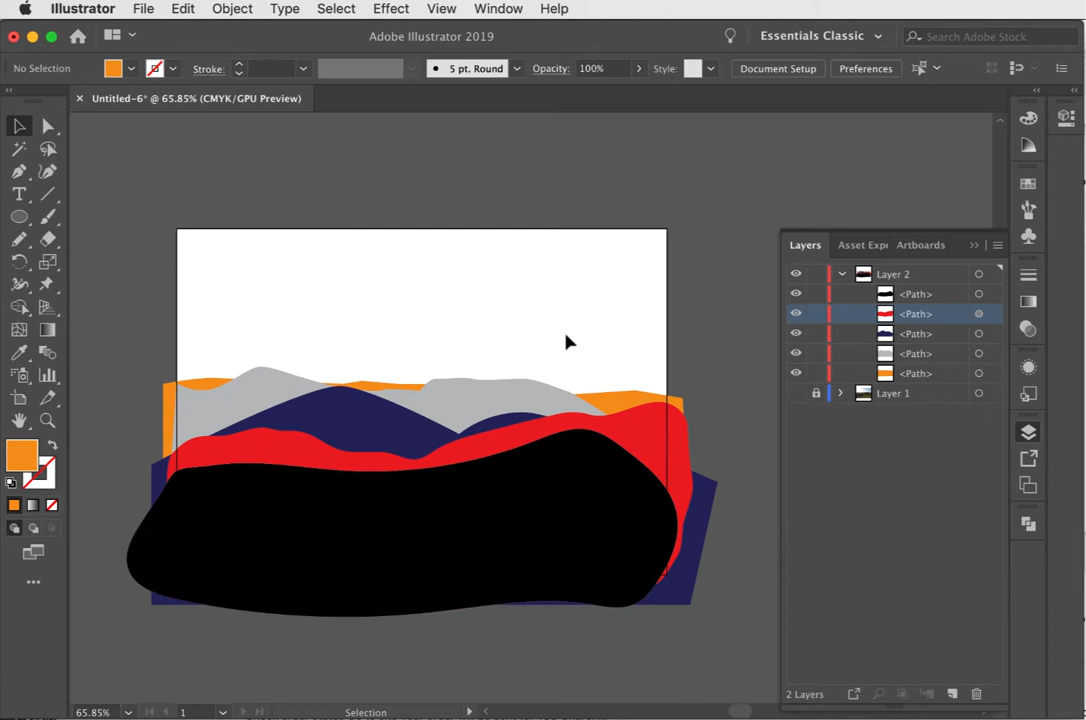 Illustrator File Edit Object Type Select Effect View Window Help
Adobe Illustrator 2019
Essentials Classic
Search Adobe Stock
No Selection
Stroke:
5 pt. Round
Opacity: 100%
Style:
Document Setup
Preferences
Untitled-6* @ 65.85% (CMYK/GPU Preview)
Layers Asset Expo Artboards
Layer 2
<Path>
<Path>
<Path>
<Path>
<Path>
Layer 1
2 Layers
65.85%
1
Selection